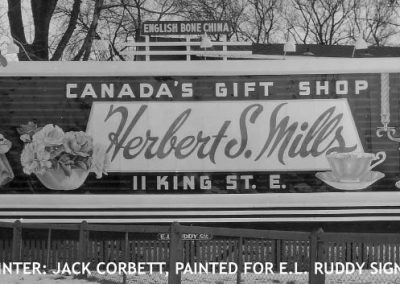 ENGLISH BONE CHINA
CANADA'S GIFT SHOP
Herbert S. Mills
11 KING ST. E.
E.L. RUDDY CO.
INTER: JACK CORBETT, PAINTED FOR E.L. RUDDY SIGN